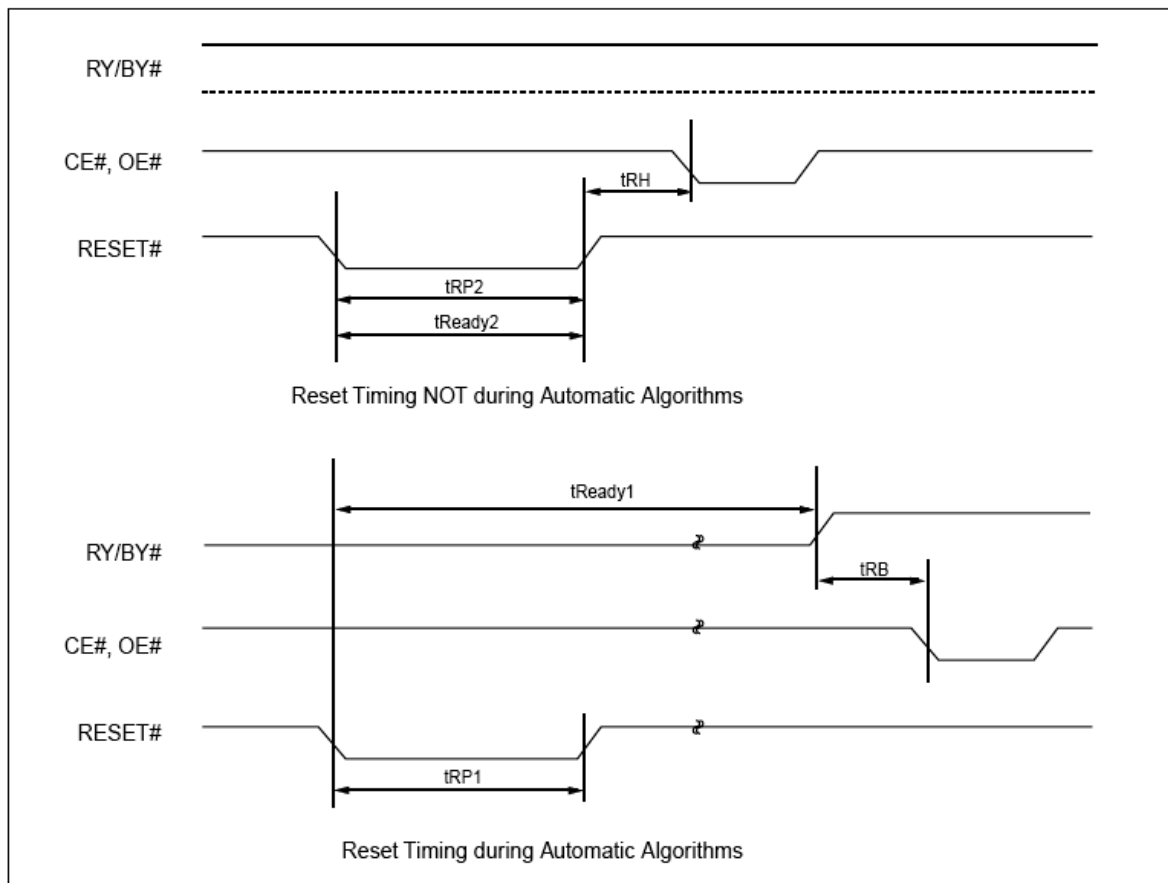 RY/BY#
CE#, OE#
tRH
RESET#
tRP2
tReady2
Reset Timing NOT during Automatic Algorithms
tReady1
RY/BY#
tRB
CE#, OE#
RESET#
tRP1
Reset Timing during Automatic Algorithms